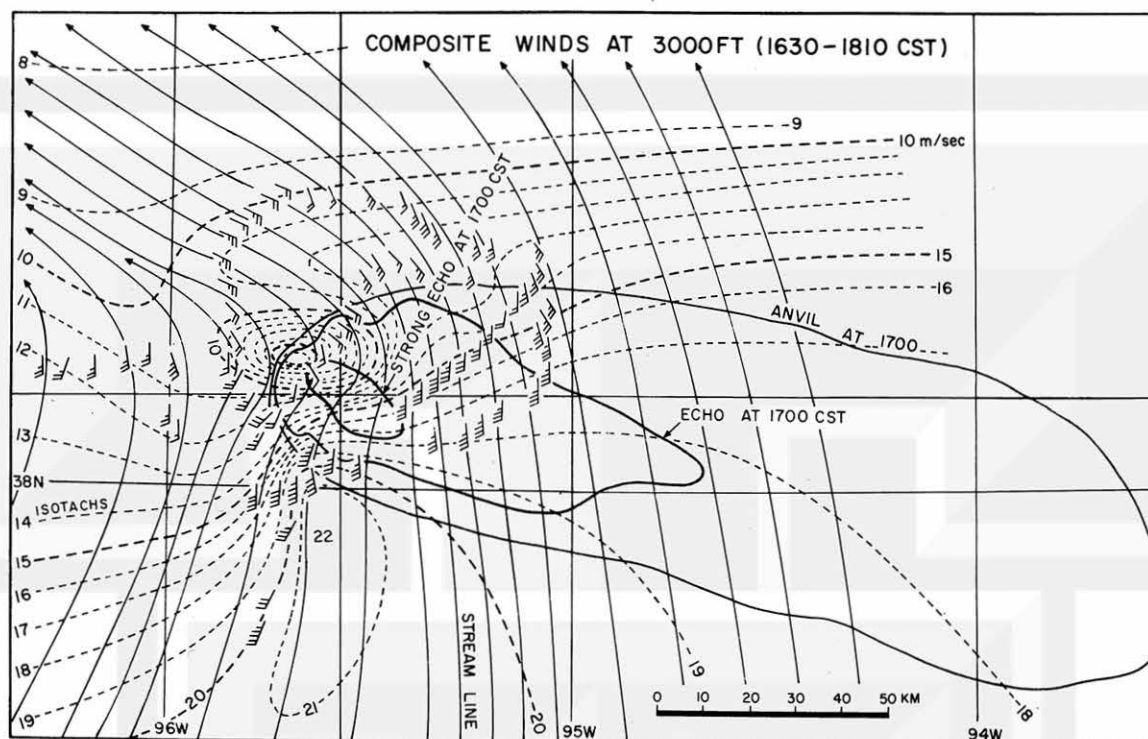 COMPOSITE WINDS AT 3000FT (1630-1810 CST)
8
9
10 m/sec
9
STRONG ECHO AT 1700 CST
10
15
16
11
10
12
ANVIL AT 1700
ECHO AT 1700 CST
13
38N
ISOTACHS
14
22
15
16
17
18
19
20
21
STREAM LINE
20
19
18
0 10 20 30 40 50 KM
96W
95W
94W